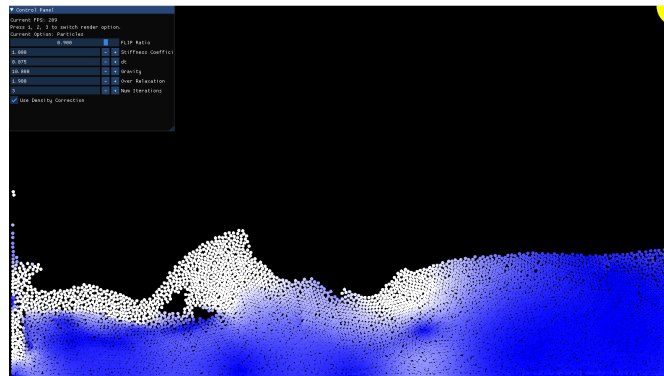 ▼ Control Panel
Current FPS: 209
Press 1, 2, 3 to switch render option.
Current Option: Particles
0.900 FLIP Ratio
1.000 - + Stiffness Coeffici
0.075 - + dt
10.000 - + Gravity
1.900 - + Over Relaxation
3 - + Num Iterations
Use Density Correction